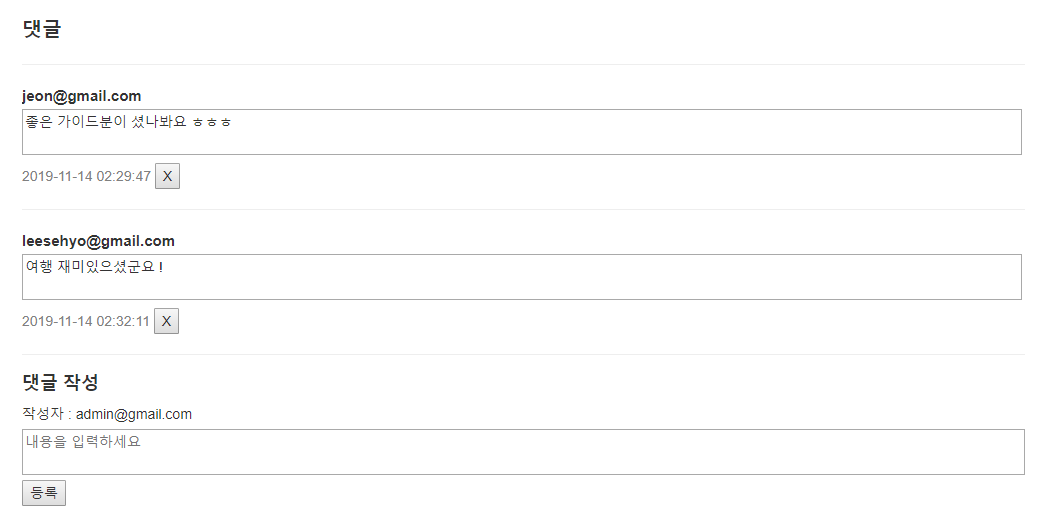 댓글
jeon@gmail.com
좋은 가이드분이 셨나봐요 ㅎㅎㅎ
2019-11-14 02:29:47 X
leesehyo@gmail.com
여행 재미있으셨군요 !
2019-11-14 02:32:11 X
댓글 작성
작성자 : admin@gmail.com
내용을 입력하세요
등록